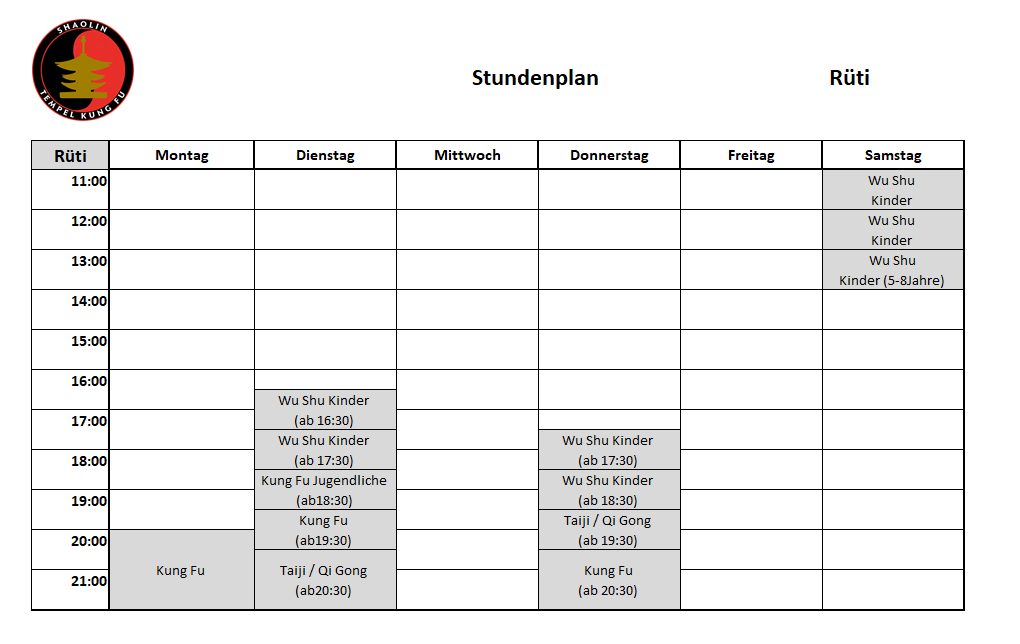 SHAOLIN
TEMPEL KUNG FU
Stundenplan Rüti
Rüti Montag Dienstag Mittwoch Donnerstag Freitag Samstag
11:00 Wu Shu
Kinder
12:00 Wu Shu
Kinder
13:00 Wu Shu
Kinder (5-8Jahre)
14:00
15:00
16:00
Wu Shu Kinder
17:00 (ab 16:30)
Wu Shu Kinder Wu Shu Kinder
18:00 (ab 17:30) (ab 17:30)
Kung Fu Jugendliche Wu Shu Kinder
19:00 (ab18:30) (ab 18:30)
Kung Fu Taiji / Qi Gong
20:00 (ab19:30) (ab 19:30)
Kung Fu Taiji / Qi Gong Kung Fu
21:00 (ab20:30) (ab 20:30)